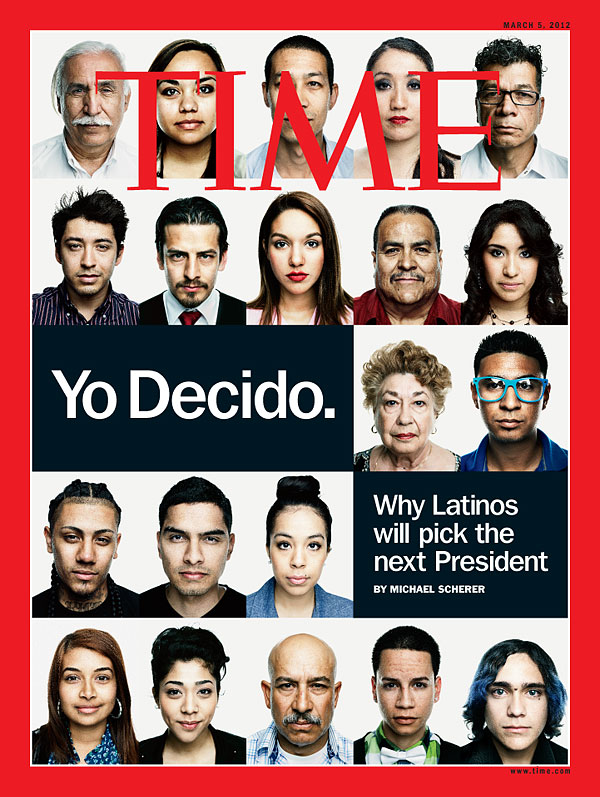 MARCH 5, 2012
TIME
Yo Decido.
Why Latinos
will pick the
next President
BY MICHAEL SCHERER
www.time.com